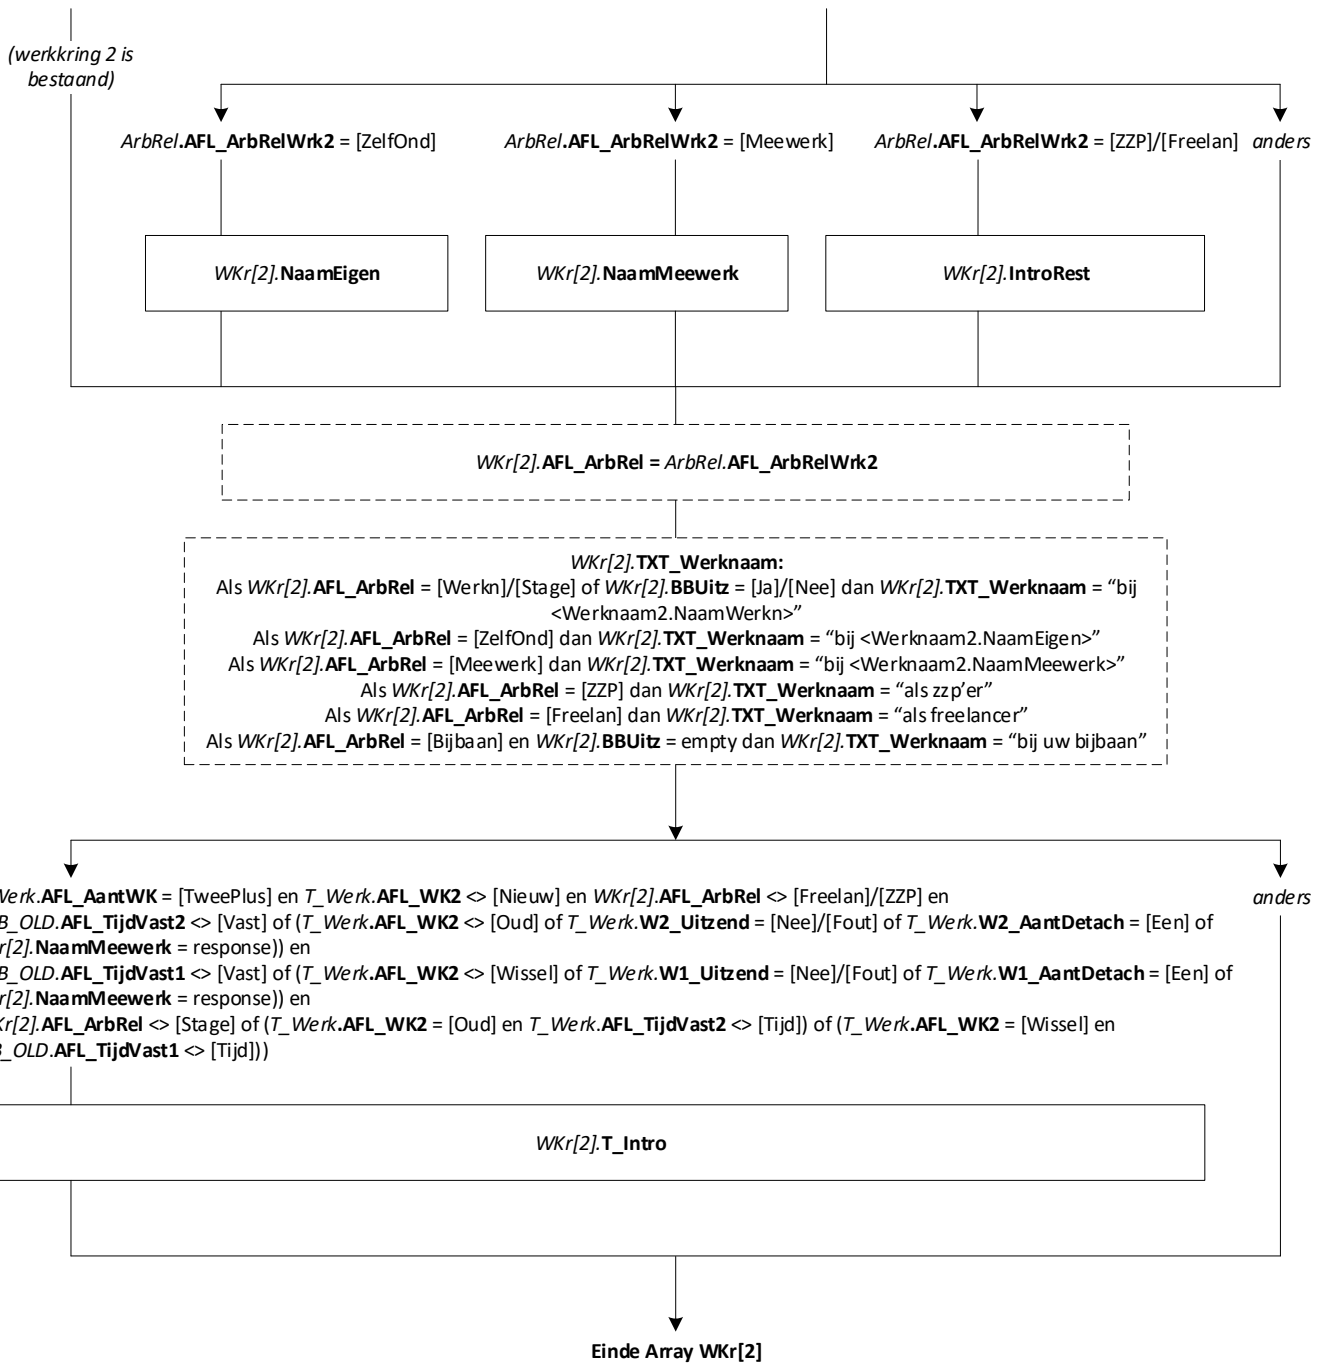 (werkkring 2 is
bestaand)
ArbRel.AFL_ArbRelWrk2 = [ZelfOnd]
ArbRel.AFL_ArbRelWrk2 = [Meewerk]
ArbRel.AFL_ArbRelWrk2 = [ZZP]/[Freelan]
anders
WKr[2].NaamEigen
WKr[2].NaamMeewerk
WKr[2].IntroRest
WKr[2].AFL_ArbRel = ArbRel.AFL_ArbRelWrk2
WKr[2].TXT_Werknaam:
Als WKr[2].AFL_ArbRel = [Werkn]/[Stage] of WKr[2].BBUitz = [Ja]/[Nee] dan WKr[2].TXT_Werknaam = “bij
<Werknaam2.NaamWerkn>”
Als WKr[2].AFL_ArbRel = [ZelfOnd] dan WKr[2].TXT_Werknaam = “bij <Werknaam2.NaamEigen>”
Als WKr[2].AFL_ArbRel = [Meewerk] dan WKr[2].TXT_Werknaam = “bij <Werknaam2.NaamMeewerk>”
Als WKr[2].AFL_ArbRel = [ZZP] dan WKr[2].TXT_Werknaam = “als zzp’er”
Als WKr[2].AFL_ArbRel = [Freelan] dan WKr[2].TXT_Werknaam = “als freelancer”
Als WKr[2].AFL_ArbRel = [Bijbaan] en WKr[2].BBUitz = empty dan WKr[2].TXT_Werknaam = “bij uw bijbaan”
Werk.AFL_AantWK = [TweePlus] en T_Werk.AFL_WK2 <> [Nieuw] en WKr[2].AFL_ArbRel <> [Freelan]/[ZZP] en
B_OLD.AFL_TijdVast2 <> [Vast] of (T_Werk.AFL_WK2 <> [Oud] of T_Werk.W2_Uitzend = [Nee]/[Fout] of T_Werk.W2_AantDetach = [Een] of
r[2].NaamMeewerk = response)) en
B_OLD.AFL_TijdVast1 <> [Vast] of (T_Werk.AFL_WK2 <> [Wissel] of T_Werk.W1_Uitzend = [Nee]/[Fout] of T_Werk.W1_AantDetach = [Een] of
r[2].NaamMeewerk = response)) en
Kr[2].AFL_ArbRel <> [Stage] of (T_Werk.AFL_WK2 = [Oud] en T_Werk.AFL_TijdVast2 <> [Tijd]) of (T_Werk.AFL_WK2 = [Wissel] en
B_OLD.AFL_TijdVast1 <> [Tijd]))
anders
WKr[2].T_Intro
Einde Array WKr[2]